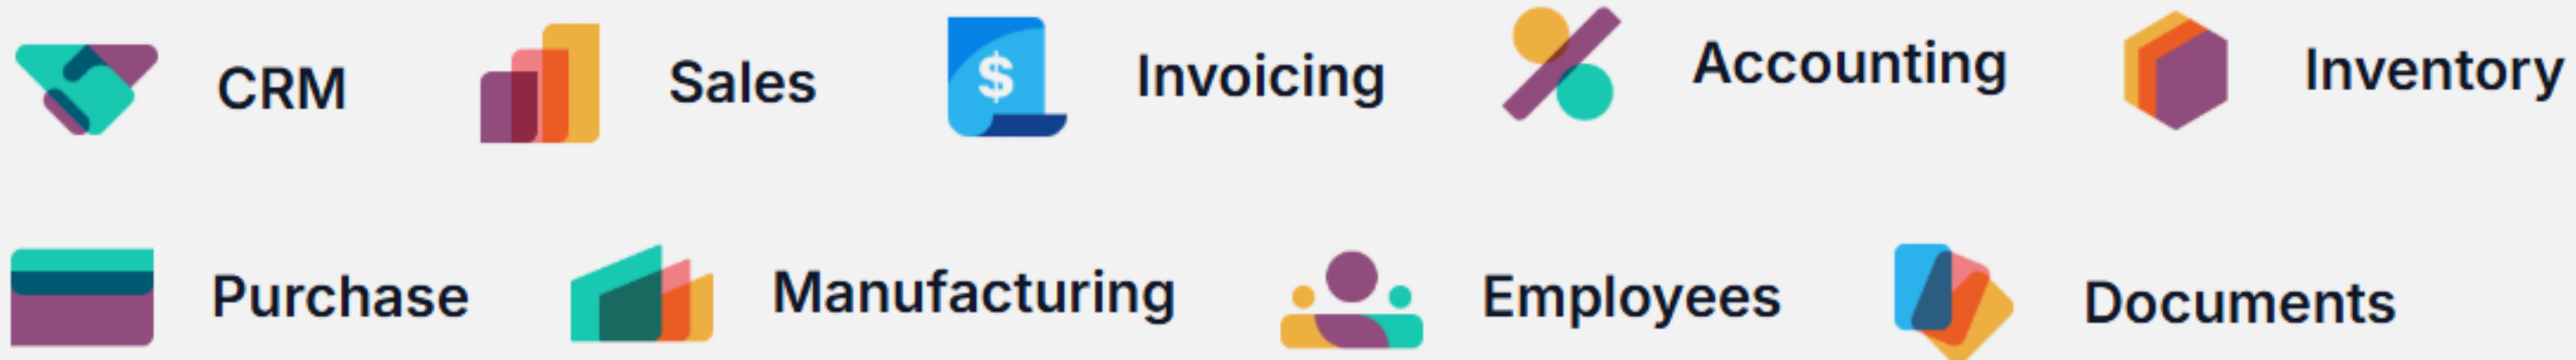 CRM Sales $ Invoicing Accounting Inventory
Purchase Manufacturing Employees Documents